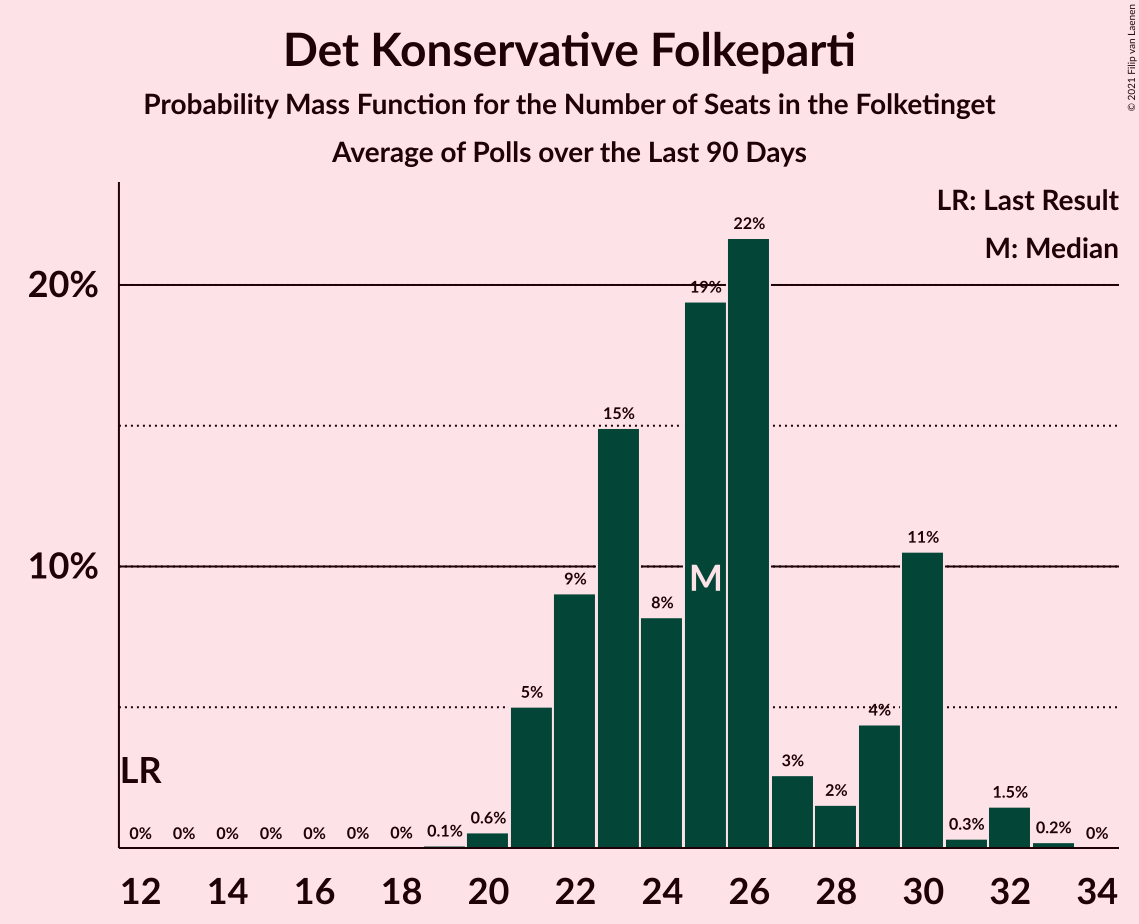 Det Konservative Folkeparti
Probability Mass Function for the Number of Seats in the Folketinget
Average of Polls over the Last 90 Days
© 2021 Filip van Laenen
LR: Last Result
M: Median
20%
10%
22%
19%
15%
11%
9%
8%
5%
4%
3%
2%
1.5%
0.6%
0.3%
0.2%
0.1%
0% 0% 0% 0% 0% 0% 0% 0%
M
LR
12 14 16 18 20 22 24 26 28 30 32 34